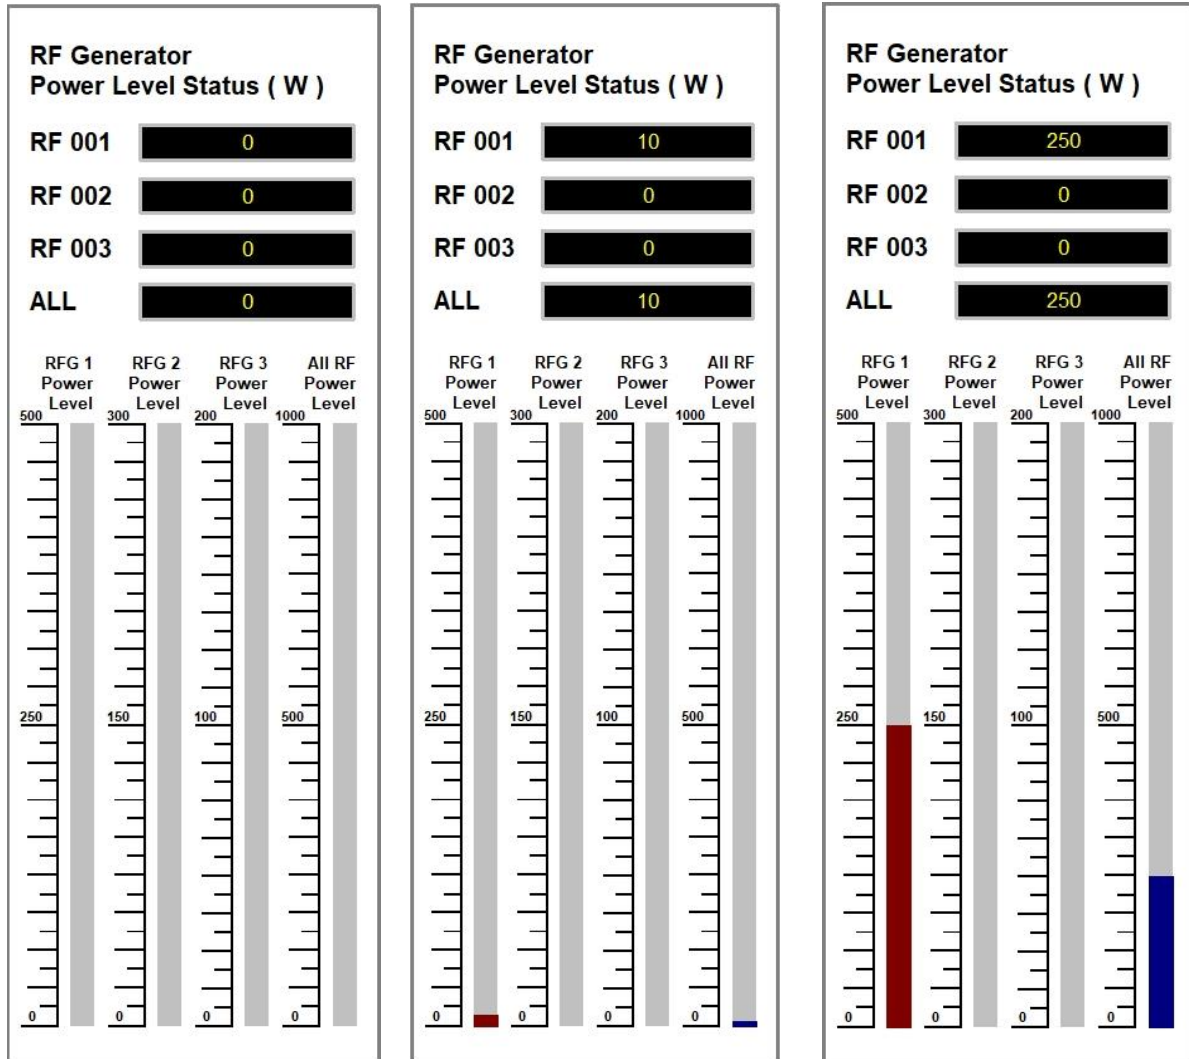 RF Generator
Power Level Status ( W )
RF 001 0
RF 002 0
RF 003 0
ALL 0
RFG 1 RFG 2 RFG 3 All RF
Power Power Power Power
Level Level Level Level
500 300 200 1000
250 150 100 500
0 0 0 0
RF Generator
Power Level Status ( W )
RF 001 10
RF 002 0
RF 003 0
ALL 10
RFG 1 RFG 2 RFG 3 All RF
Power Power Power Power
Level Level Level Level
500 300 200 1000
250 150 100 500
0 0 0 0
RF Generator
Power Level Status ( W )
RF 001 250
RF 002 0
RF 003 0
ALL 250
RFG 1 RFG 2 RFG 3 All RF
Power Power Power Power
Level Level Level Level
500 300 200 1000
250 150 100 500
0 0 0 0